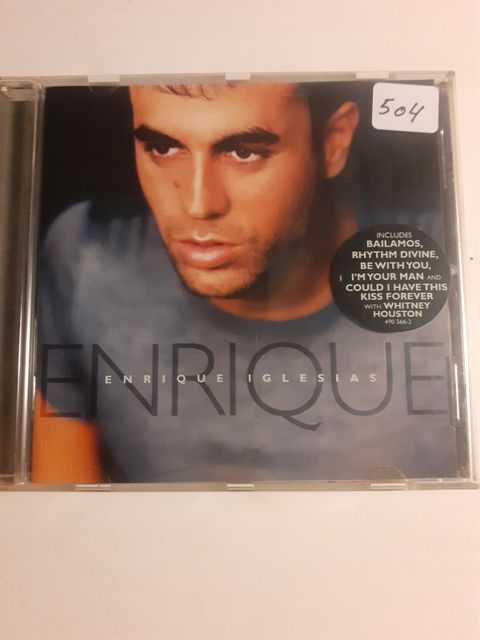 504
INCLUDES
BAILAMOS,
RHYTHM DIVINE,
BE WITH YOU,
I'M YOUR MAN AND
COULD I HAVE THIS
KISS FOREVER
WITH WHITNEY
HOUSTON
490 566-2
ENRIQUE
ENRIQUE IGLESIAS